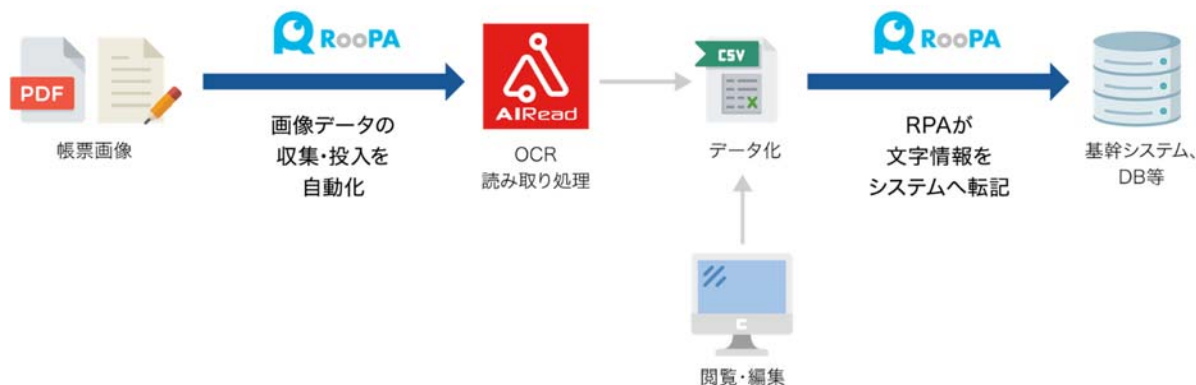 RooPA
RooPA
PDF
AIRead
CSV
帳票画像
画像データの
収集・投入を
自動化
OCR
読み取り処理
データ化
RPAが
文字情報を
システムへ転記
基幹システム、
DB等
閲覧・編集